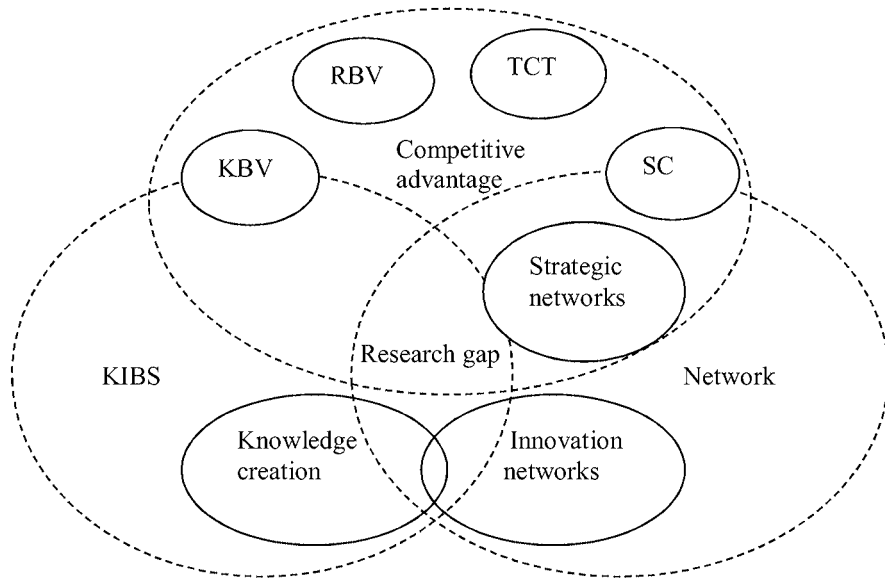 RBV
TCT
KBV
Competitive
advantage
SC
Strategic
networks
Research gap
KIBS
Network
Knowledge
creation
Innovation
networks